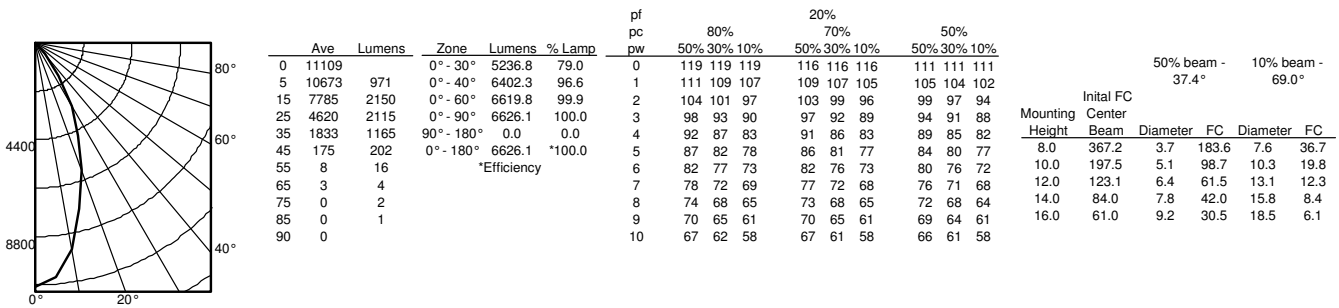 4400
8800
0°
20°
40°
60°
80°
Ave Lumens
0 11109
5 10673 971
15 7785 2150
25 4620 2115
35 1833 1165
45 175 202
55 8 16
65 3 4
75 0 2
85 0 1
90 0
Zone Lumens % Lamp
0° - 30° 5236.8 79.0
0° - 40° 6402.3 96.6
0° - 60° 6619.8 99.9
0° - 90° 6626.1 100.0
90° - 180° 0.0 0.0
0° - 180° 6626.1 *100.0
*Efficiency
pf 20%
pc 80% 70% 50%
pw 50% 30% 10% 50% 30% 10% 50% 30% 10%
0 119 119 119 116 116 116 111 111 111
1 111 109 107 109 107 105 105 104 102
2 104 101 97 103 99 96 99 97 94
3 98 93 90 97 92 89 94 91 88
4 92 87 83 91 86 83 89 85 82
5 87 82 78 86 81 77 84 80 77
6 82 77 73 82 76 73 80 76 72
7 78 72 69 77 72 68 76 71 68
8 74 68 65 73 68 65 72 68 64
9 70 65 61 70 65 61 69 64 61
10 67 62 58 67 61 58 66 61 58
50% beam - 10% beam -
37.4° 69.0°
Inital FC
Mounting Center
Height Beam Diameter FC Diameter FC
8.0 367.2 3.7 183.6 7.6 36.7
10.0 197.5 5.1 98.7 10.3 19.8
12.0 123.1 6.4 61.5 13.1 12.3
14.0 84.0 7.8 42.0 15.8 8.4
16.0 61.0 9.2 30.5 18.5 6.1